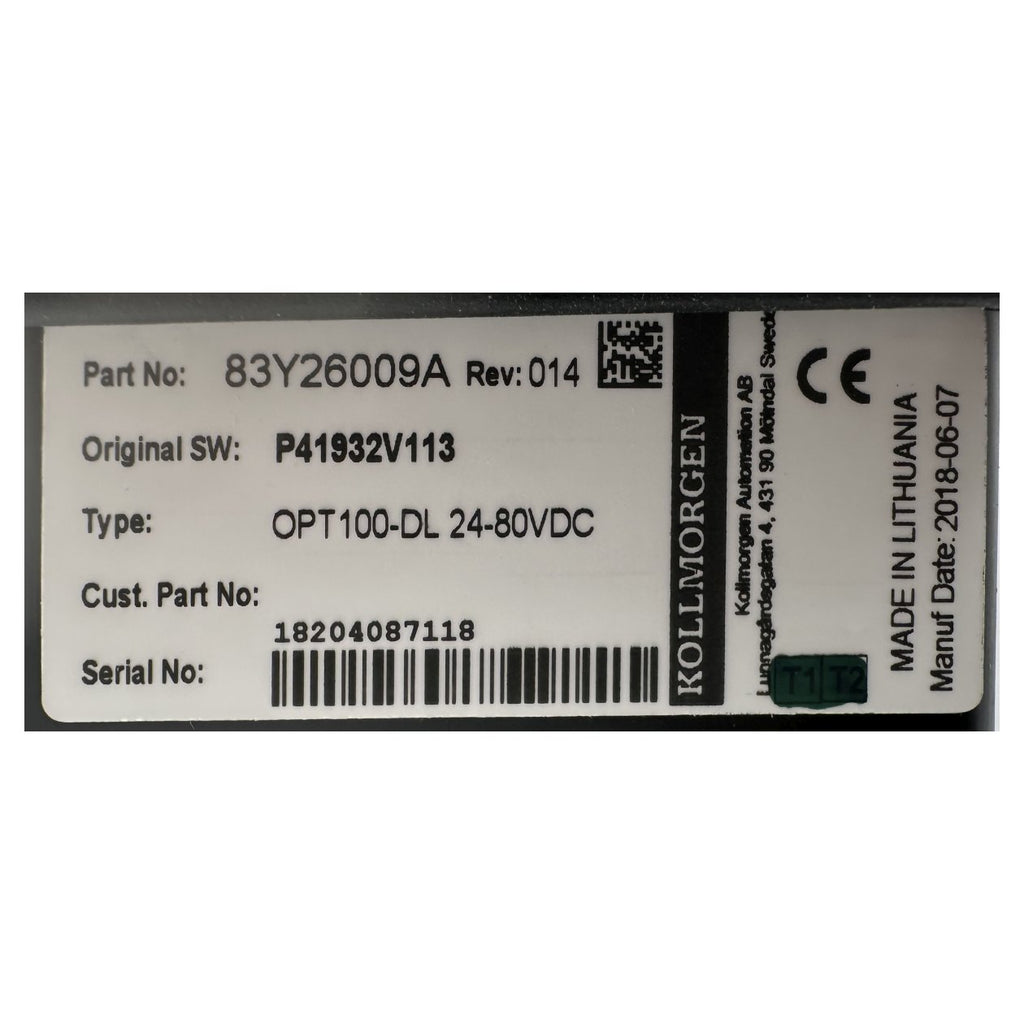 Part No: 83Y26009A Rev: 014
Original SW: P41932V113
Type: OPT100-DL 24-80VDC
Cust. Part No:
18204087118
Serial No:
KOLLMORGEN
Kollmorgen Automation AB
Lunnagårdsgatan 4, 431 90 Mölndal Swede
CE
MADE IN LITHUANIA
Manuf Date: 2018-06-07
T1 T2